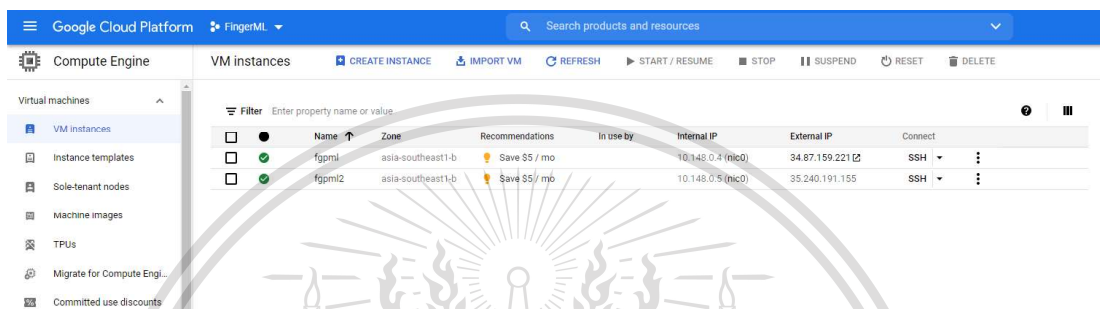 Google Cloud Platform FingerML Search products and resources
Compute Engine VM instances CREATE INSTANCE IMPORT VM REFRESH START / RESUME STOP SUSPEND RESET DELETE
Virtual machines
Filter Enter property name or value
VM instances
Name Zone Recommendations In use by Internal IP External IP Connect
Instance templates
fgpml asia-southeast1-b Save $5 / mo 10.148.0.4 (nic0) 34.87.159.221 SSH
fgpml2 asia-southeast1-b Save $5 / mo 10.148.0.5 (nic0) 35.240.191.155 SSH
Sole-tenant nodes
Machine images
TPUs
Migrate for Compute Engi...
Committed use discounts